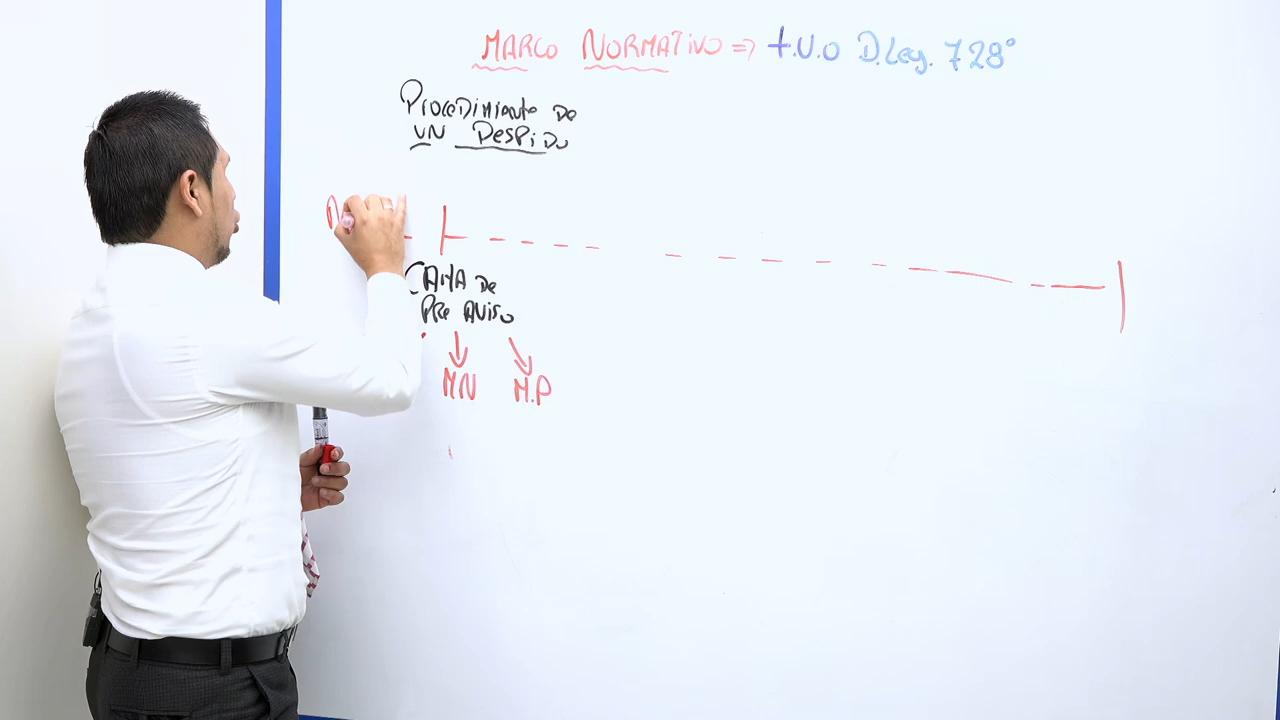 MARCO NORMATIVO => T.U.O D.Leg. 728°
Procedimiento de
un Despido
CARTA de
Pre Aviso
MN M.P